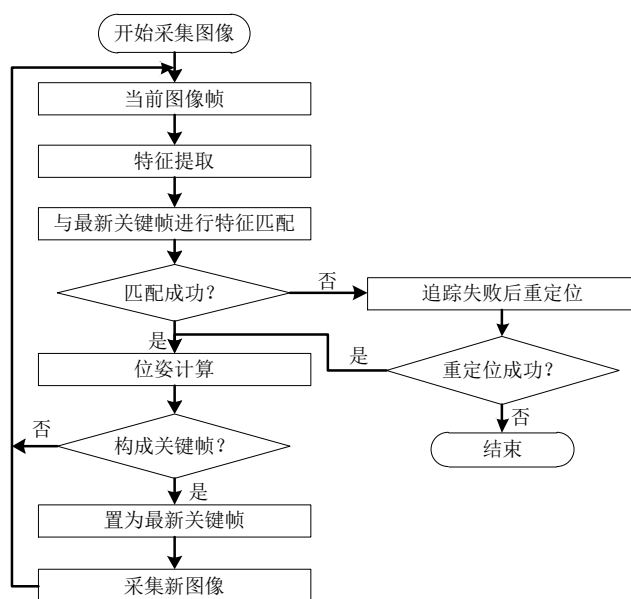 开始采集图像
当前图像帧
特征提取
与最新关键帧进行特征匹配
匹配成功？
否
追踪失败后重定位
是
位姿计算
是
重定位成功？
否
结束
否
构成关键帧？
是
置为最新关键帧
采集新图像